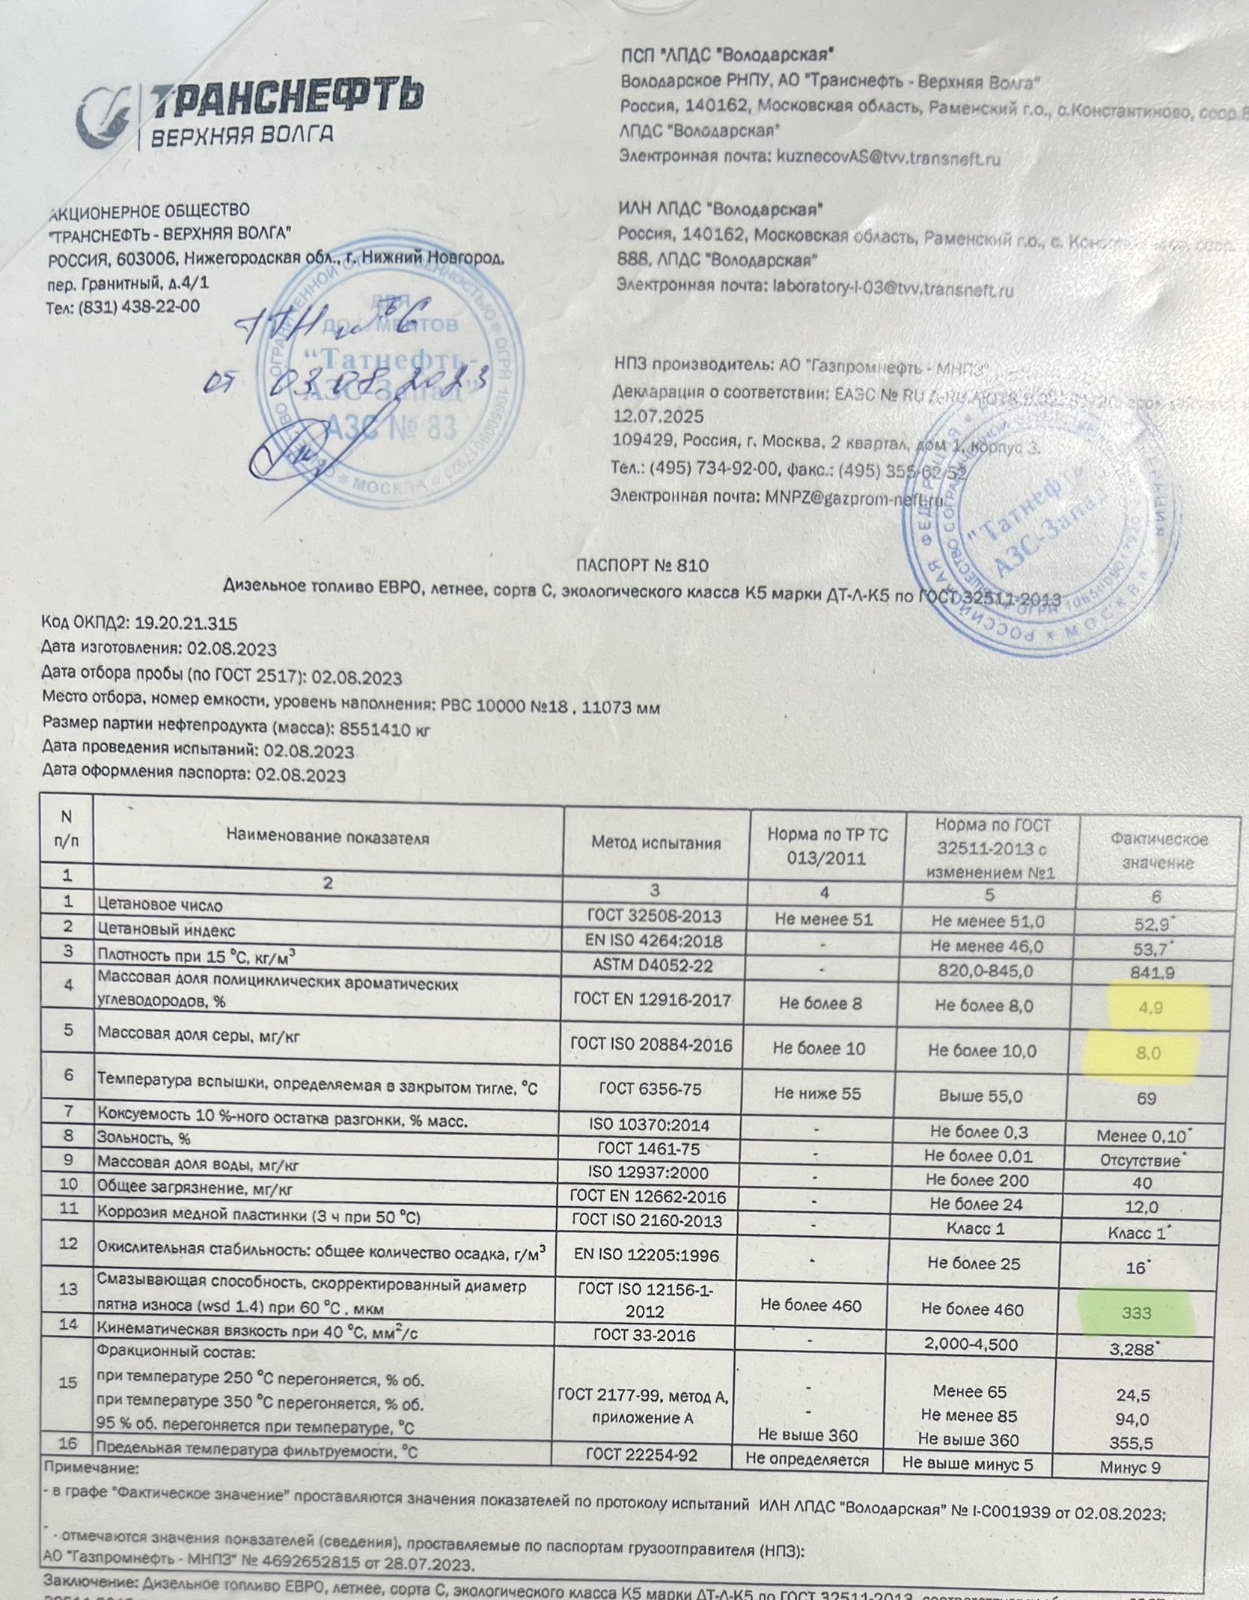 ТРАНСНЕФТЬ
ВЕРХНЯЯ ВОЛГА
ПСП "ЛПДС "Володарская"
Володарское РНПУ, АО "Транснефть - Верхняя Волга"
Россия, 140162, Московская область, Раменский г.о., с.Константиново, соор.8
ЛПДС "Володарская"
Электронная почта: kuznecovAS@tvv.transneft.ru
АКЦИОНЕРНОЕ ОБЩЕСТВО
"ТРАНСНЕФТЬ - ВЕРХНЯЯ ВОЛГА"
РОССИЯ, 603006, Нижегородская обл., г. Нижний Новгород,
пер. Гранитный, д.4/1
Тел: (831) 438-22-00
ИЛН ЛПДС "Володарская"
Россия, 140162, Московская область, Раменский г.о., с.
888, ЛПДС "Володарская"
Электронная почта: laboratory-l-03@tvv.transneft.ru
ТТН № 6
от 03.08.2023
ДЛЯ
ДОКУМЕНТОВ
"Татнефть-
АЗС-Запад"
АЗС № 83
МОСКВА
НПЗ производитель: АО "Газпромнефть - МНПЗ"
Декларация о соответствии: ЕАЭС № RU
12.07.2025
109429, Россия, г. Москва, 2 квартал, дом 1, корпус 3.
Тел.: (495) 734-92-00, факс.: (495) 355-62-52
Электронная почта: MNPZ@gazprom-neft.ru
"Татнефть-
АЗС-Запад"
РОССИЙСКАЯ ФЕДЕРАЦИЯ * МОСКВА
ПАСПОРТ № 810
Дизельное топливо ЕВРО, летнее, сорта С, экологического класса К5 марки ДТ-Л-К5 по ГОСТ 32511-2013
Код ОКПД2: 19.20.21.315
Дата изготовления: 02.08.2023
Дата отбора пробы (по ГОСТ 2517): 02.08.2023
Место отбора, номер емкости, уровень наполнения: РВС 10000 №18 , 11073 мм
Размер партии нефтепродукта (масса): 8551410 кг
Дата проведения испытаний: 02.08.2023
Дата оформления паспорта: 02.08.2023
N п/п Наименование показателя Метод испытания Норма по ТР ТС 013/2011 Норма по ГОСТ 32511-2013 с изменением №1 Фактическое значение
1 2 3 4 5 6
1 Цетановое число ГОСТ 32508-2013 Не менее 51 Не менее 51,0 52,9*
2 Цетановый индекс EN ISO 4264:2018 - Не менее 46,0 53,7*
3 Плотность при 15 °С, кг/м³ ASTM D4052-22 - 820,0-845,0 841,9
4 Массовая доля полициклических ароматических углеводородов, % ГОСТ EN 12916-2017 Не более 8 Не более 8,0 4,9
5 Массовая доля серы, мг/кг ГОСТ ISO 20884-2016 Не более 10 Не более 10,0 8,0
6 Температура вспышки, определяемая в закрытом тигле, °С ГОСТ 6356-75 Не ниже 55 Выше 55,0 69
7 Коксуемость 10 %-ного остатка разгонки, % масс. ISO 10370:2014 - Не более 0,3 Менее 0,10*
8 Зольность, % ГОСТ 1461-75 - Не более 0,01 Отсутствие*
9 Массовая доля воды, мг/кг ISO 12937:2000 - Не более 200 40
10 Общее загрязнение, мг/кг ГОСТ EN 12662-2016 - Не более 24 12,0
11 Коррозия медной пластинки (3 ч при 50 °С) ГОСТ ISO 2160-2013 - Класс 1 Класс 1*
12 Окислительная стабильность: общее количество осадка, г/м³ EN ISO 12205:1996 - Не более 25 16*
13 Смазывающая способность, скорректированный диаметр пятна износа (wsd 1.4) при 60 °С , мкм ГОСТ ISO 12156-1-2012 Не более 460 Не более 460 333
14 Кинематическая вязкость при 40 °С, мм²/с ГОСТ 33-2016 - 2,000-4,500 3,288*
15 Фракционный состав: ГОСТ 2177-99, метод А, приложение А
при температуре 250 °С перегоняется, % об. - Менее 65 24,5
при температуре 350 °С перегоняется, % об. - Не менее 85 94,0
95 % об. перегоняется при температуре, °С Не выше 360 Не выше 360 355,5
16 Предельная температура фильтруемости, °С ГОСТ 22254-92 Не определяется Не выше минус 5 Минус 9
Примечание:
- в графе "Фактическое значение" проставляются значения показателей по протоколу испытаний ИЛН ЛПДС "Володарская" № I-C001939 от 02.08.2023;
* - отмечаются значения показателей (сведения), проставляемые по паспортам грузоотправителя (НПЗ):
АО "Газпромнефть - МНПЗ" № 4692652815 от 28.07.2023.
Заключение: Дизельное топливо ЕВРО, летнее, сорта С, экологического класса К5 марки ДТ-Л-К5 по ГОСТ 32511-2013,